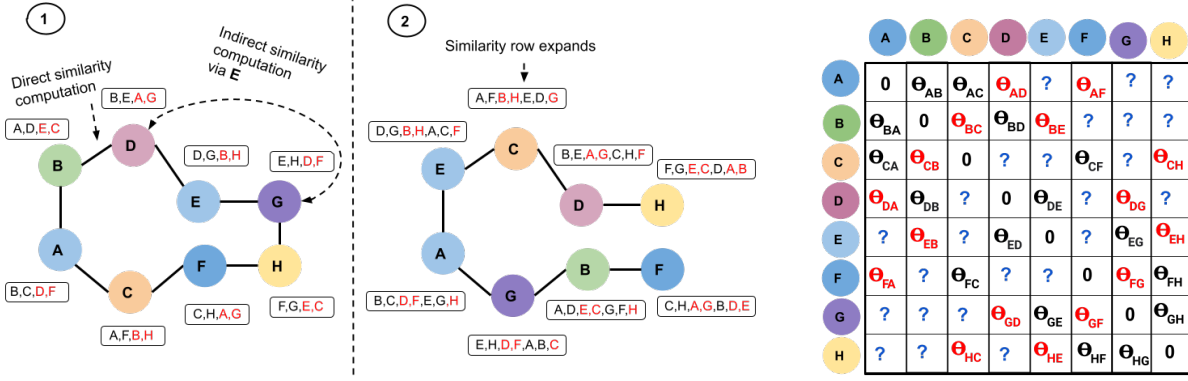 1
Direct similarity
computation
Indirect similarity
computation
via E
B,E,A,G
A,D,E,C
D
B
D,G,B,H
E,H,D,F
E
G
A
F
H
C
B,C,D,F
C,H,A,G
F,G,E,C
A,F,B,H
2
Similarity row expands
A,F,B,H,E,D,G
D,G,B,H,A,C,F
C
E
B,E,A,G,C,H,F
F,G,E,C,D,A,B
D
H
A
B
F
G
B,C,D,F,E,G,H
A,D,E,C,G,F,H
C,H,A,G,B,D,E
E,H,D,F,A,B,C
A B C D E F G H
A 0 ΘAB ΘAC ΘAD ? ΘAF ? ?
B ΘBA 0 ΘBC ΘBD ΘBE ? ? ?
C ΘCA ΘCB 0 ? ? ΘCF ? ΘCH
D ΘDA ΘDB ? 0 ΘDE ? ΘDG ?
E ? ΘEB ? ΘED 0 ? ΘEG ΘEH
F ΘFA ? ΘFC ? ? 0 ΘFG ΘFH
G ? ? ? ΘGD ΘGE ΘGF 0 ΘGH
H ? ? ΘHC ? ΘHE ΘHF ΘHG 0